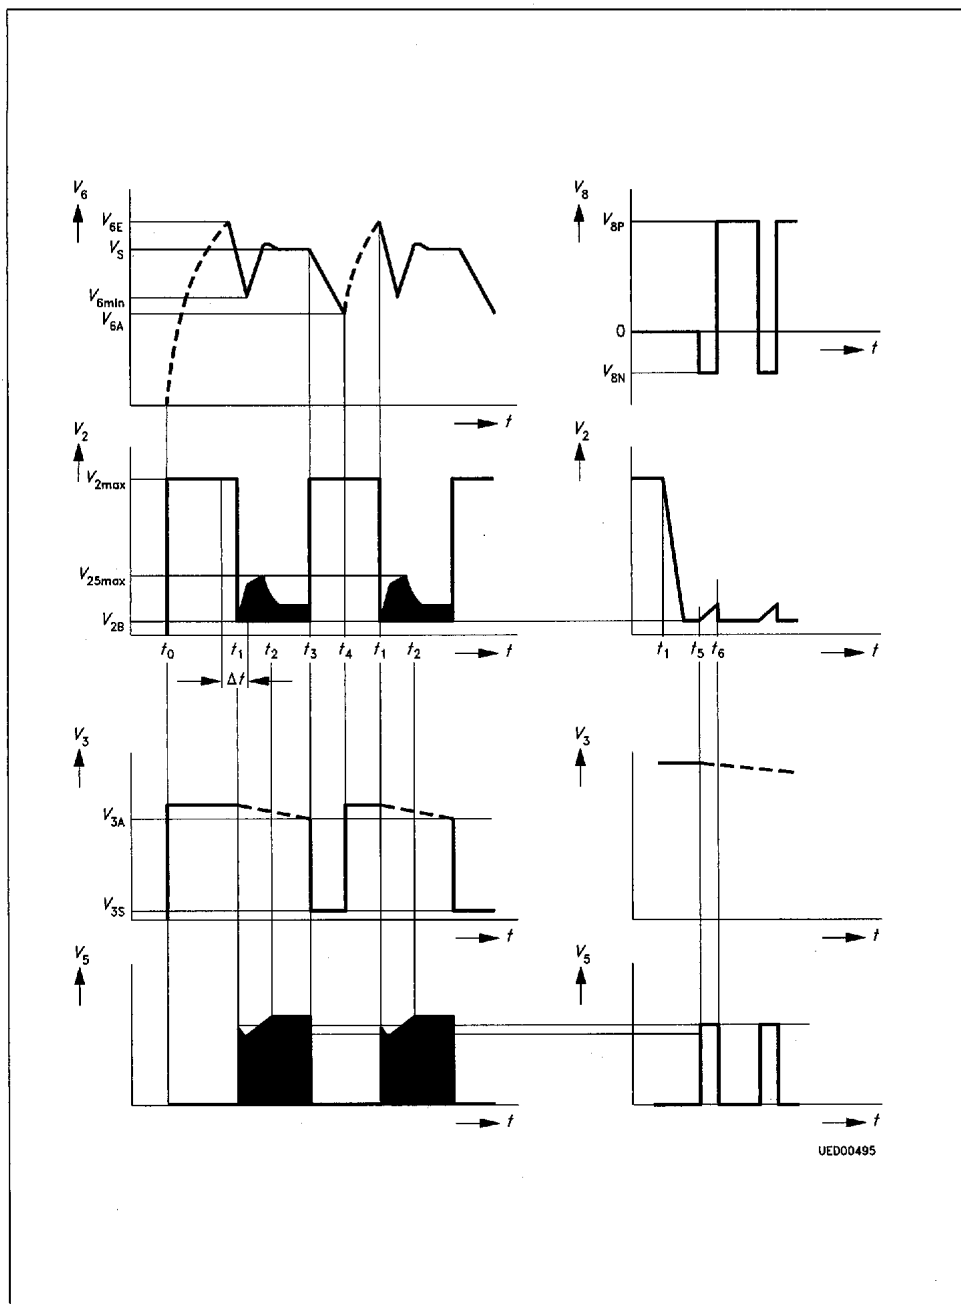 V6
V6E
VS
V6min
V6A
t
V8
V8P
0
V8N
t
V2
V2max
V25max
V2B
t0 t1 t2 t3 t4 t1 t2
t
Δt
V2
t1 t5 t6
t
V3
V3A
V3S
t
V3
t
V5
t
V5
t
UED00495